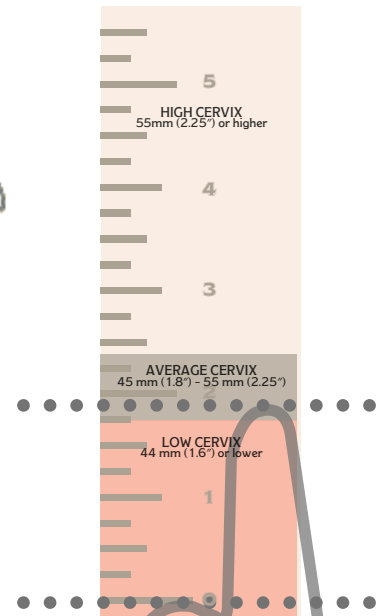 5
HIGH CERVIX
55mm (2.25") or higher
4
3
AVERAGE CERVIX
45 mm (1.8") - 55 mm (2.25")
2
LOW CERVIX
44 mm (1.6") or lower
1
0